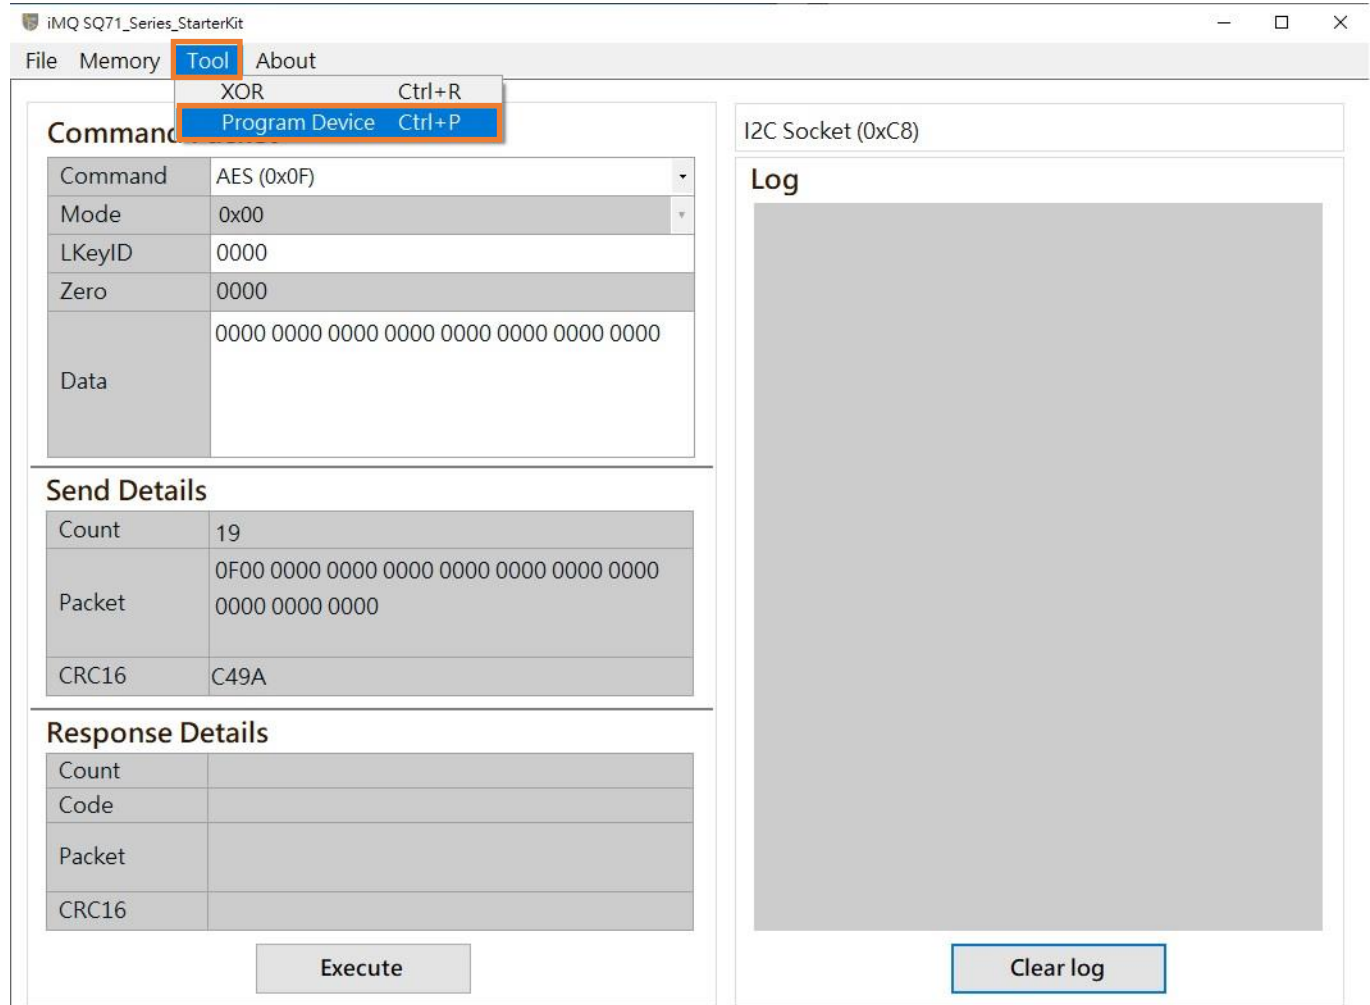 iMQ SQ71_Series_StarterKit
File Memory Tool About
XOR Ctrl+R
Program Device Ctrl+P
Command
Command AES (0x0F)
Mode 0x00
LKeyID 0000
Zero 0000
Data 0000 0000 0000 0000 0000 0000 0000 0000
Send Details
Count 19
Packet 0F00 0000 0000 0000 0000 0000 0000 0000
0000 0000 0000
CRC16 C49A
Response Details
Count
Code
Packet
CRC16
Execute
I2C Socket (0xC8)
Log
Clear log